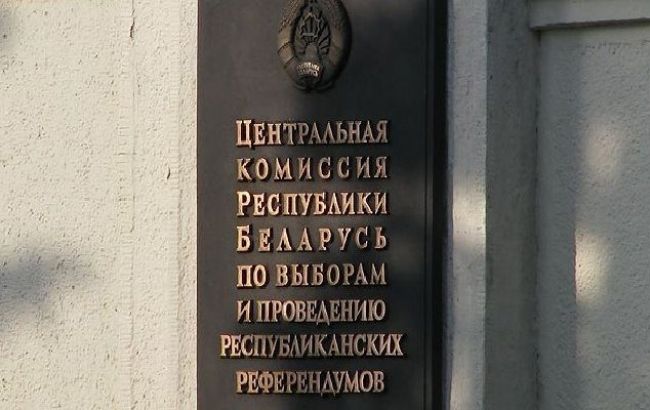 Центральная
комиссия
Республики
Беларусь
по выборам
и проведению
республиканских
референдумов